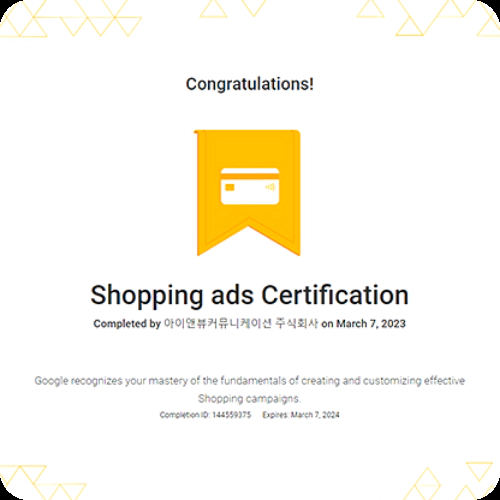 Congratulations!
Shopping ads Certification
Completed by 아이앤뷰커뮤니케이션 주식회사 on March 7, 2023
Google recognizes your mastery of the fundamentals of creating and customizing effective
Shopping campaigns.
Completion ID: 144559375 Expires: March 7, 2024